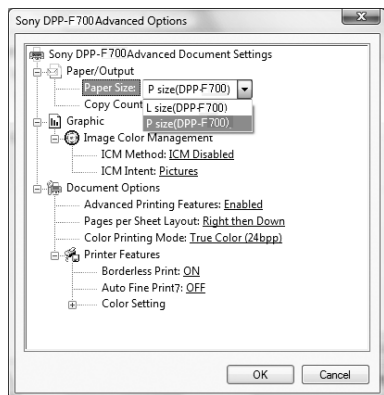 Sony DPP-F700 Advanced Options
Sony DPP-F700Advanced Document Settings
Paper/Output
Paper Size: P size(DPP-F700)
Copy Count
L size(DPP-F700)
P size(DPP-F700)
Graphic
Image Color Management
ICM Method: ICM Disabled
ICM Intent: Pictures
Document Options
Advanced Printing Features: Enabled
Pages per Sheet Layout: Right then Down
Color Printing Mode: True Color (24bpp)
Printer Features
Borderless Print: ON
Auto Fine Print7: OFF
Color Setting
OK Cancel